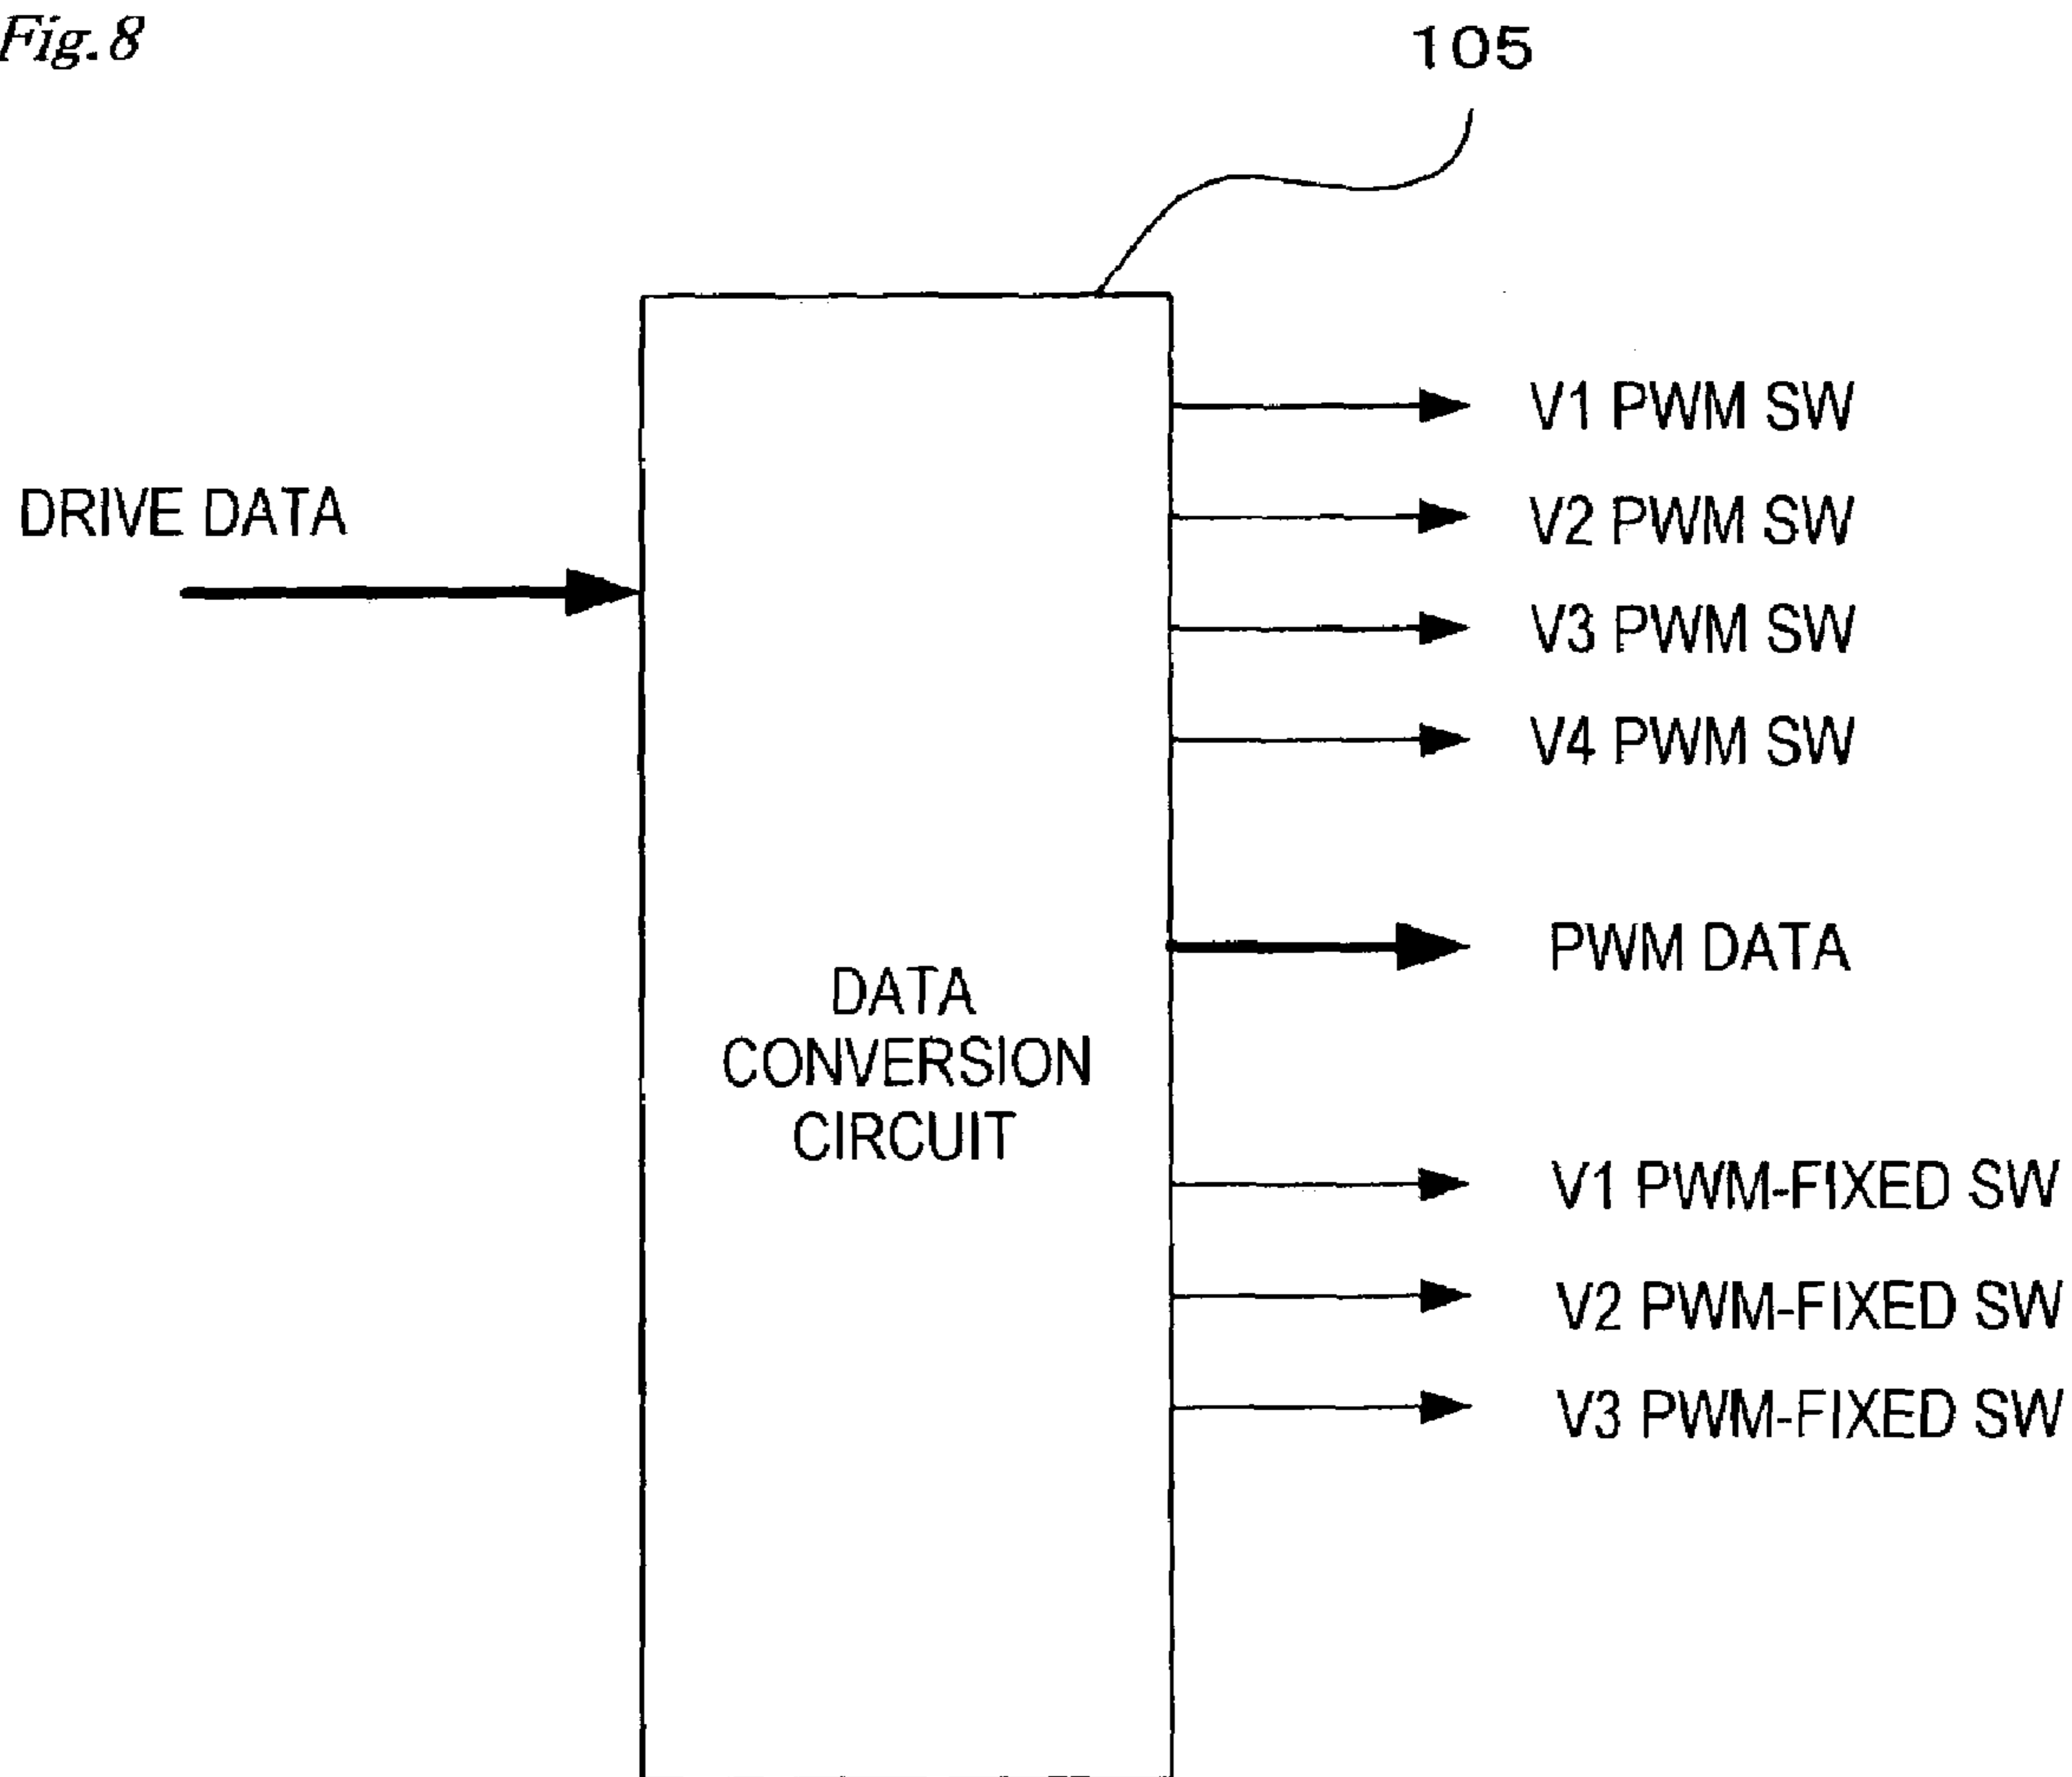 Fig.8
105
DRIVE DATA
V1 PWM SW
V2 PWM SW
V3 PWM SW
V4 PWM SW
PWM DATA
DATA
CONVERSION
CIRCUIT
V1 PWM-FIXED SW
V2 PWM-FIXED SW
V3 PWM-FIXED SW